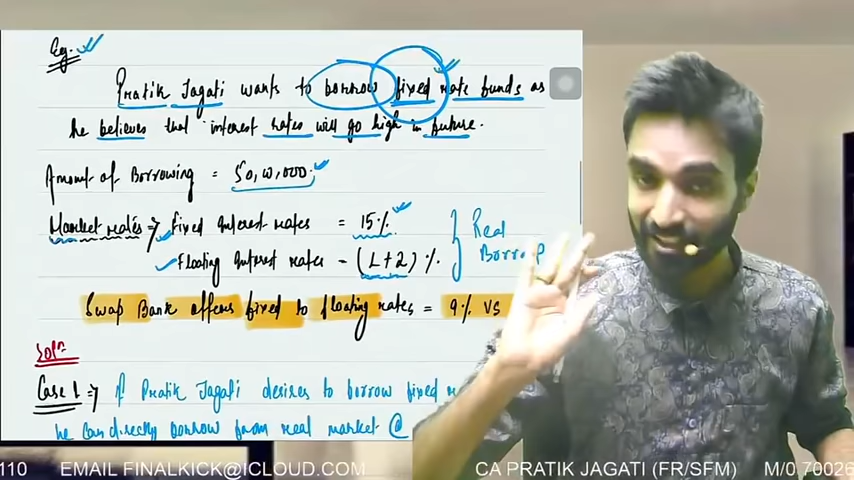 Eg.
Pratik Jagati wants to borrow fixed rate funds as
he believes that interest rates will go high in future.
Amount of Borrowing = 50,00,000.
Market rates => Fixed Interest rates = 15%
Floating Interest rates = (L+2)%.
Real
Borrow
Swap Bank offers fixed to floating rates = 9% VS
Soln
Case 1 => If Pratik Jagati desires to borrow fixed
he can directly borrow from real market @
110 EMAIL FINALKICK@ICLOUD.COM CA PRATIK JAGATI (FR/SFM) M/0.70026